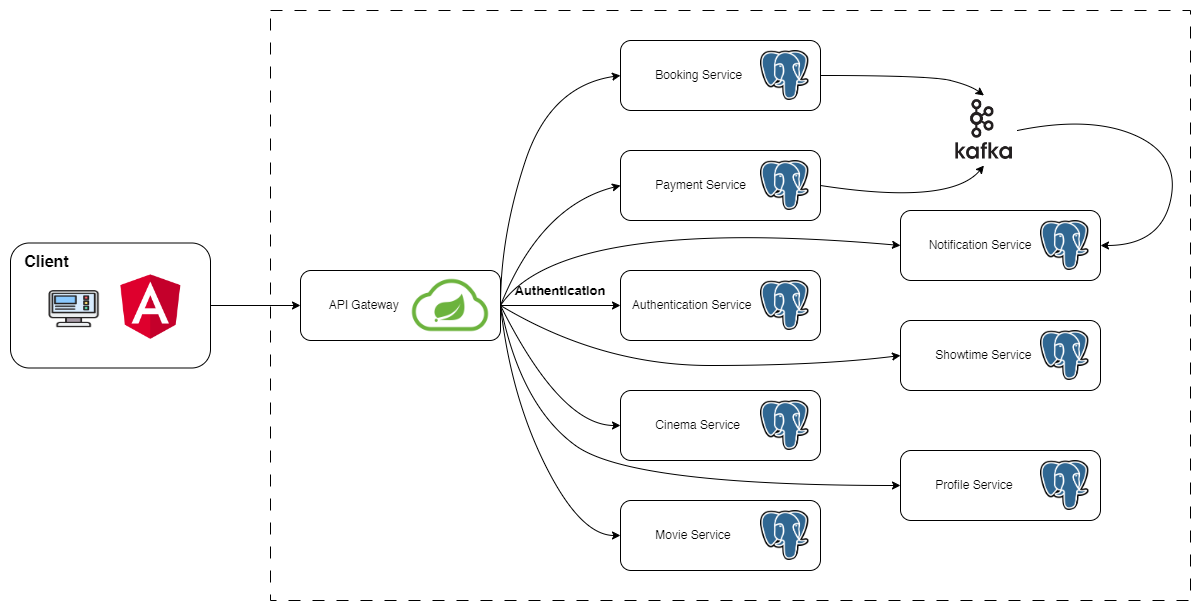 Booking Service
kafka
Payment Service
Notification Service
Client
Authentication
API Gateway
Authentication Service
Showtime Service
Cinema Service
Profile Service
Movie Service